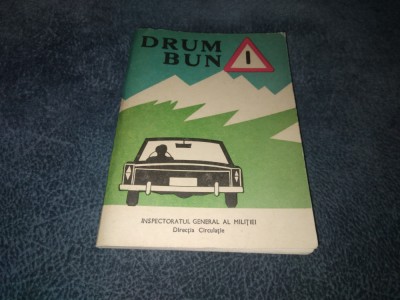 DRUM
BUN
INSPECTORATUL GENERAL AL MILIȚIEI
Direcția Circulație